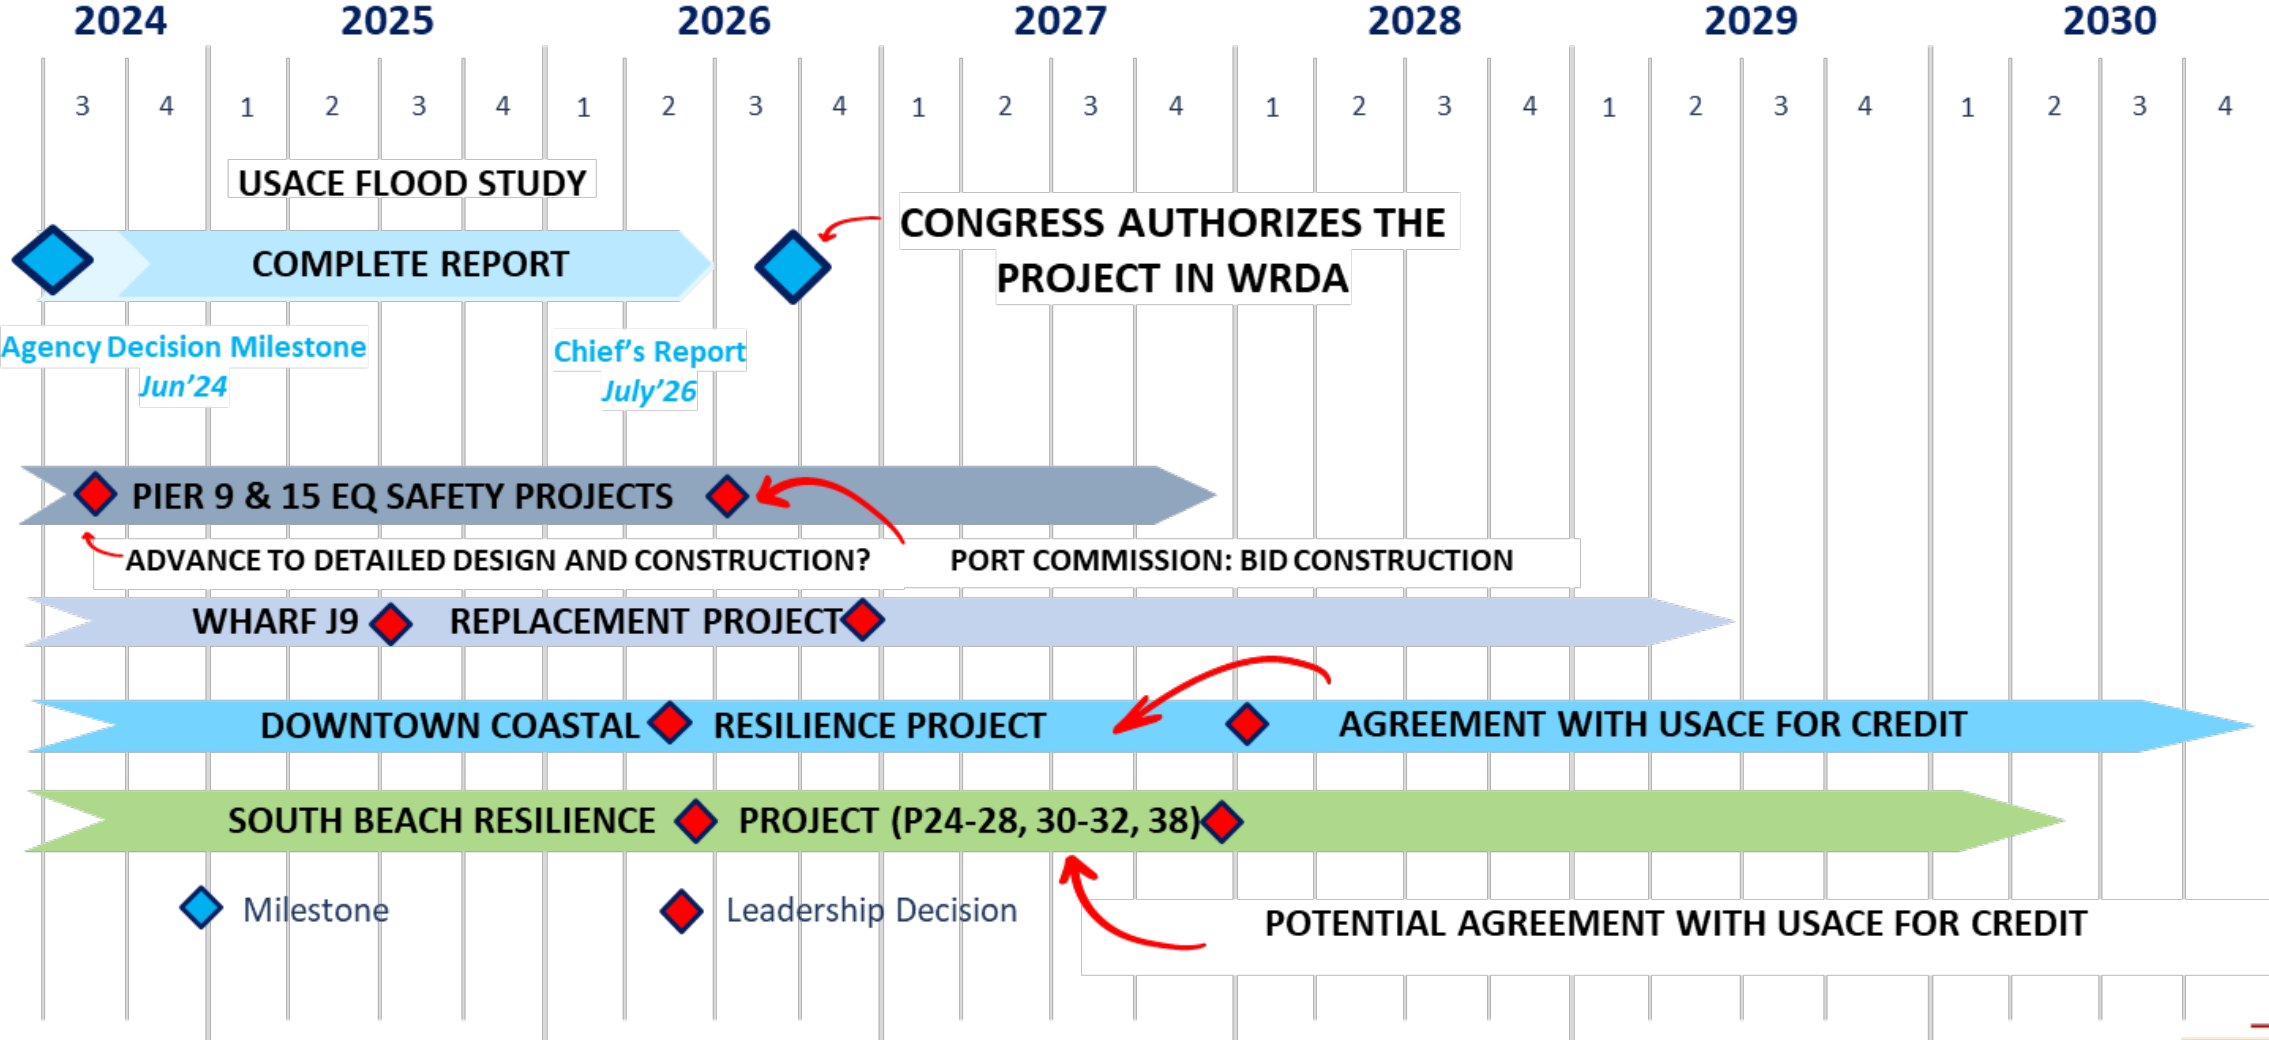 2024 2025 2026 2027 2028 2029 2030
3 4 1 2 3 4 1 2 3 4 1 2 3 4 1 2 3 4 1 2 3 4 1 2 3 4
USACE FLOOD STUDY
COMPLETE REPORT
CONGRESS AUTHORIZES THE
PROJECT IN WRDA
Agency Decision Milestone
Jun'24
Chief's Report
July'26
PIER 9 & 15 EQ SAFETY PROJECTS
ADVANCE TO DETAILED DESIGN AND CONSTRUCTION?
PORT COMMISSION: BID CONSTRUCTION
WHARF J9 REPLACEMENT PROJECT
DOWNTOWN COASTAL RESILIENCE PROJECT
AGREEMENT WITH USACE FOR CREDIT
SOUTH BEACH RESILIENCE PROJECT (P24-28, 30-32, 38)
Milestone
Leadership Decision
POTENTIAL AGREEMENT WITH USACE FOR CREDIT